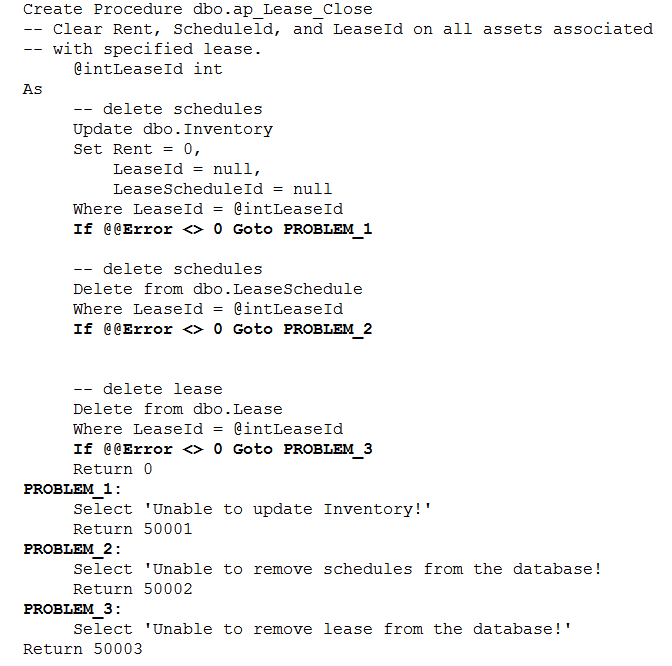 Create Procedure dbo.ap_Lease_Close
-- Clear Rent, ScheduleId, and LeaseId on all assets associated
-- with specified lease.
@intLeaseId int
As
-- delete schedules
Update dbo.Inventory
Set Rent = 0,
LeaseId = null,
LeaseScheduleId = null
Where LeaseId = @intLeaseId
If @@Error <> 0 Goto PROBLEM_1
-- delete schedules
Delete from dbo.LeaseSchedule
Where LeaseId = @intLeaseId
If @@Error <> 0 Goto PROBLEM_2
-- delete lease
Delete from dbo.Lease
Where LeaseId = @intLeaseId
If @@Error <> 0 Goto PROBLEM_3
Return 0
PROBLEM_1:
Select 'Unable to update Inventory!'
Return 50001
PROBLEM_2:
Select 'Unable to remove schedules from the database!
Return 50002
PROBLEM_3:
Select 'Unable to remove lease from the database!'
Return 50003